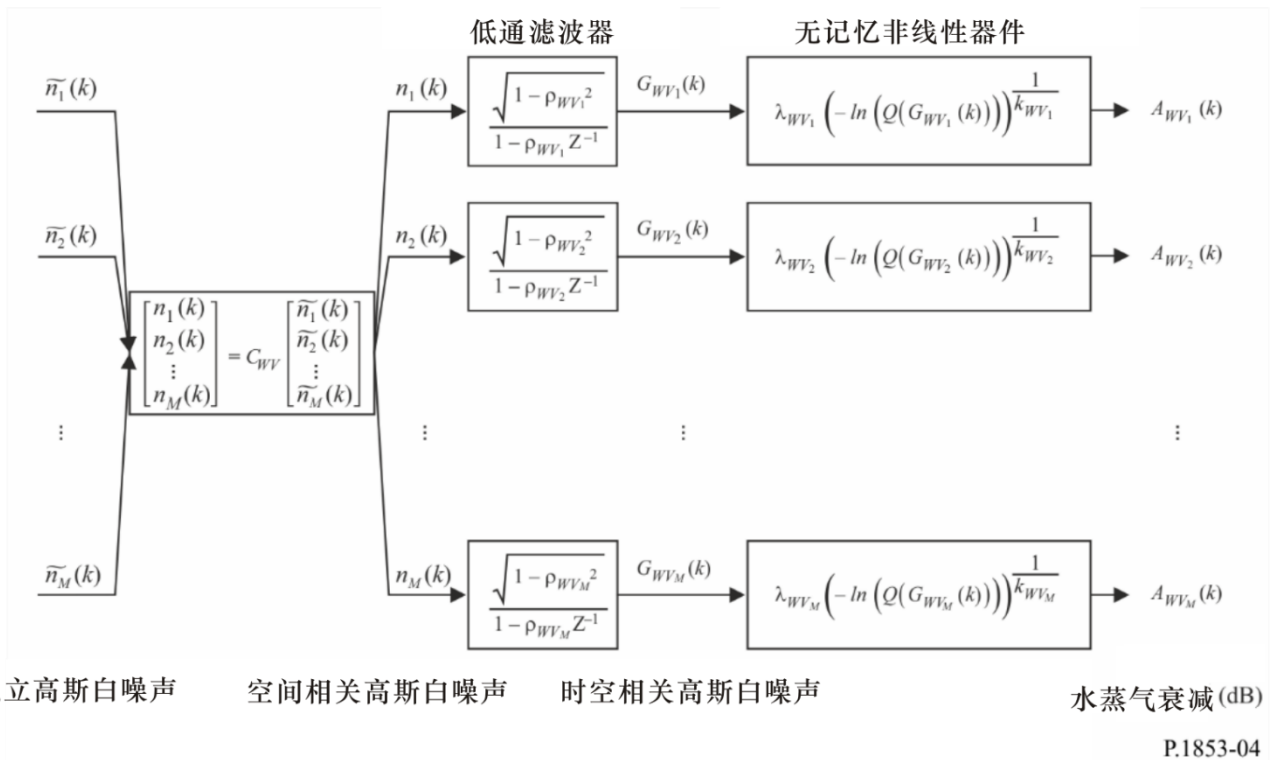 低通滤波器 无记忆非线性器件
ñ₁(k) n₁(k) √(1 − ρ_WV₁²) / (1 − ρ_WV₁ Z⁻¹) G_WV₁(k) λ_WV₁ (−ln (Q(G_WV₁(k))))^(1/k_WV₁) A_WV₁(k)
ñ₂(k) n₂(k) √(1 − ρ_WV₂²) / (1 − ρ_WV₂ Z⁻¹) G_WV₂(k) λ_WV₂ (−ln (Q(G_WV₂(k))))^(1/k_WV₂) A_WV₂(k)
[n₁(k) n₂(k) ⋮ n_M(k)] = C_WV [ñ₁(k) ñ₂(k) ⋮ ñ_M(k)]
⋮ ⋮ ⋮ ⋮
ñ_M(k) n_M(k) √(1 − ρ_WV_M²) / (1 − ρ_WV_M Z⁻¹) G_WV_M(k) λ_WV_M (−ln (Q(G_WV_M(k))))^(1/k_WV_M) A_WV_M(k)
立高斯白噪声 空间相关高斯白噪声 时空相关高斯白噪声 水蒸气衰减(dB)
P.1853-04